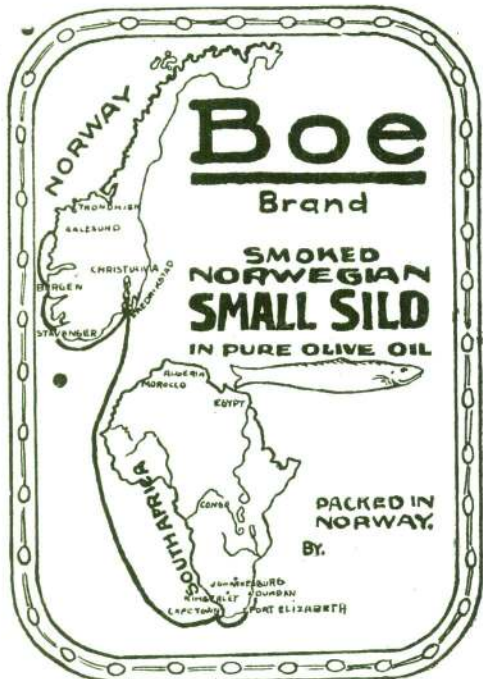 NORWAY
Boe
Brand
TRONDHJEM
AALESUND
CHRISTIANIA
BERGEN
FREDRIKSTAD
STAVANGER
SMOKED
NORWEGIAN
SMALL SILD
IN PURE OLIVE OIL
ALGERIA
MOROCCO
EGYPT
SOUTH AFRICA
CONGO
PACKED IN
NORWAY.
BY.
JOHANNESBURG
KIMBERLEY
DURBAN
CAPETOWN
PORT ELIZABETH